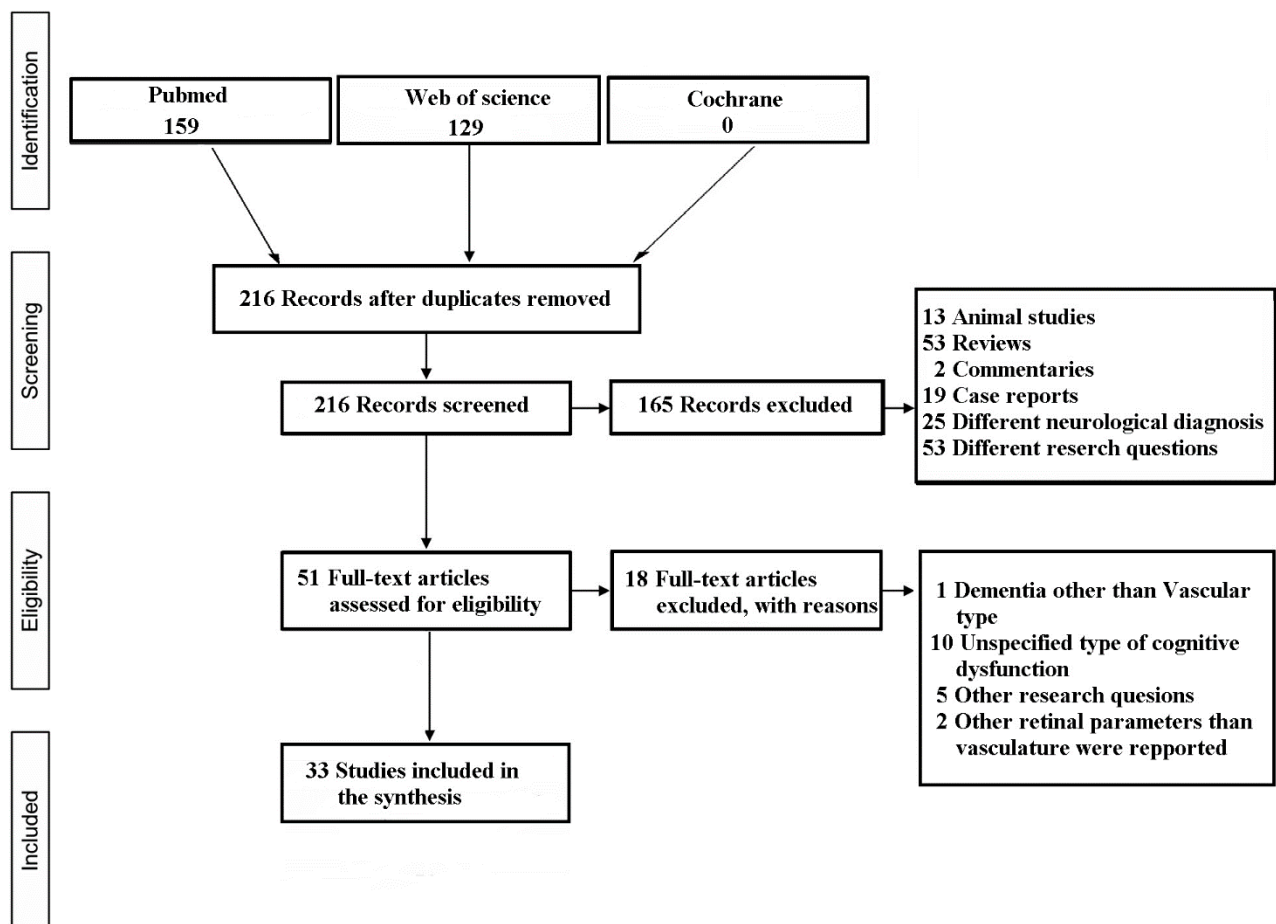 Identification
Pubmed
159
Web of science
129
Cochrane
0
Screening
216 Records after duplicates removed
216 Records screened
165 Records excluded
13 Animal studies
53 Reviews
2 Commentaries
19 Case reports
25 Different neurological diagnosis
53 Different reserch questions
Eligibility
51 Full-text articles
assessed for eligibility
18 Full-text articles
excluded, with reasons
1 Dementia other than Vascular
type
10 Unspecified type of cognitive
dysfunction
5 Other research quesions
2 Other retinal parameters than
vasculature were repported
Included
33 Studies included in
the synthesis